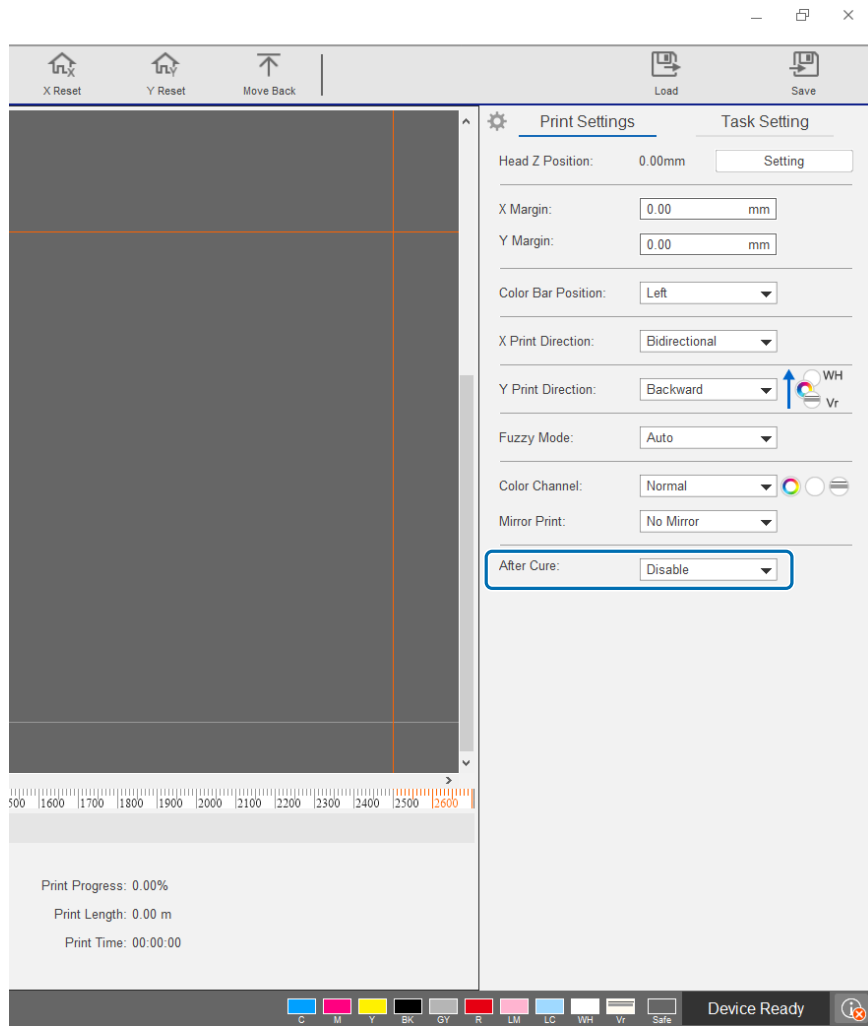 X Reset
Y Reset
Move Back
Load
Save
Print Settings
Task Setting
Head Z Position: 0.00mm Setting
X Margin: 0.00 mm
Y Margin: 0.00 mm
Color Bar Position: Left
X Print Direction: Bidirectional
Y Print Direction: Backward
WH
Vr
Fuzzy Mode: Auto
Color Channel: Normal
Mirror Print: No Mirror
After Cure: Disable
500 1600 1700 1800 1900 2000 2100 2200 2300 2400 2500 2600
Print Progress: 0.00%
Print Length: 0.00 m
Print Time: 00:00:00
C M Y BK GY R LM LC WH Vr Safe
Device Ready